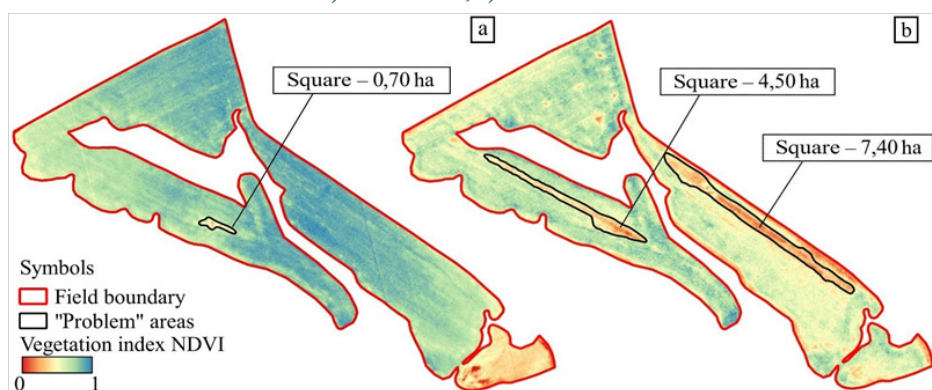 a
b
Square – 0,70 ha
Square – 4,50 ha
Square – 7,40 ha
Symbols
Field boundary
"Problem" areas
Vegetation index NDVI
0 1